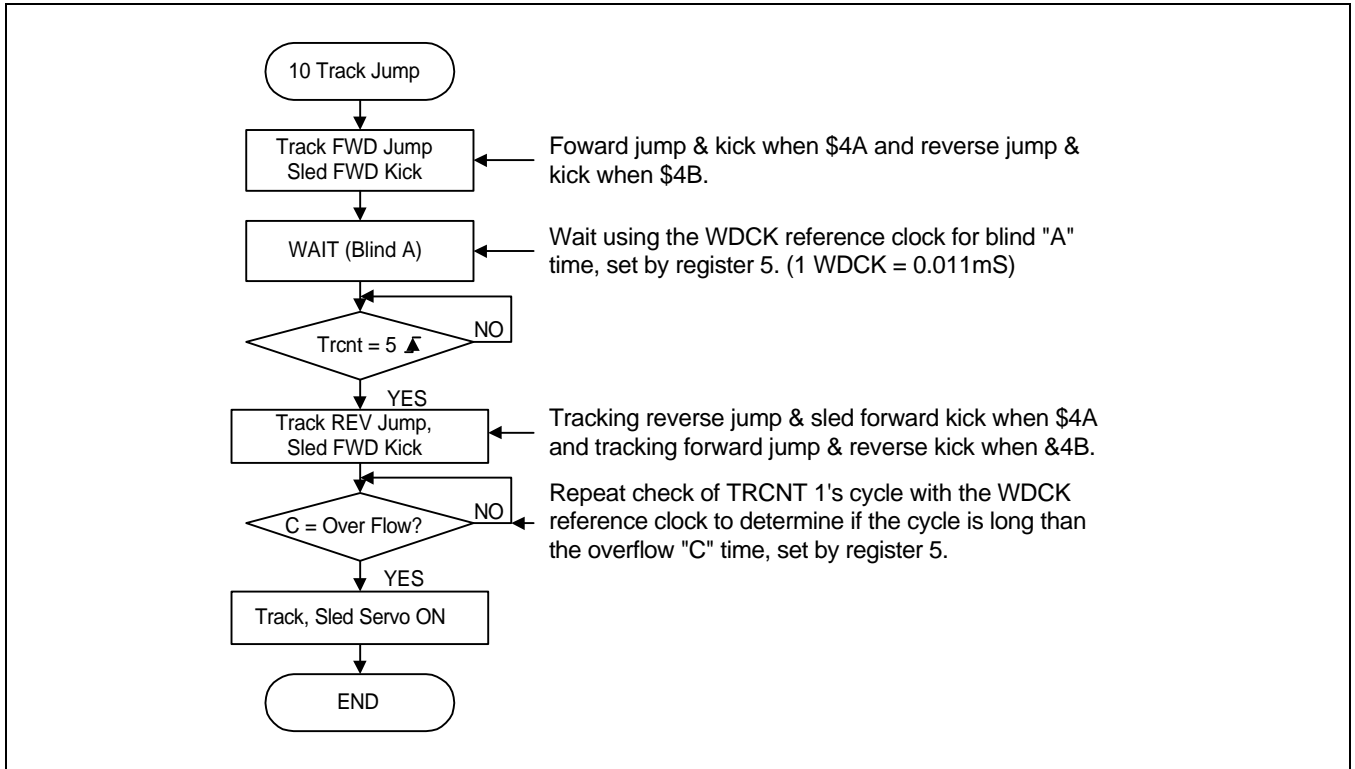 10 Track Jump
Track FWD Jump
Sled FWD Kick
Foward jump & kick when $4A and reverse jump &
kick when $4B.
WAIT (Blind A)
Wait using the WDCK reference clock for blind "A"
time, set by register 5. (1 WDCK = 0.011mS)
Trcnt = 5
NO
YES
Track REV Jump,
Sled FWD Kick
Tracking reverse jump & sled forward kick when $4A
and tracking forward jump & reverse kick when &4B.
C = Over Flow?
NO
Repeat check of TRCNT 1's cycle with the WDCK
reference clock to determine if the cycle is long than
the overflow "C" time, set by register 5.
YES
Track, Sled Servo ON
END